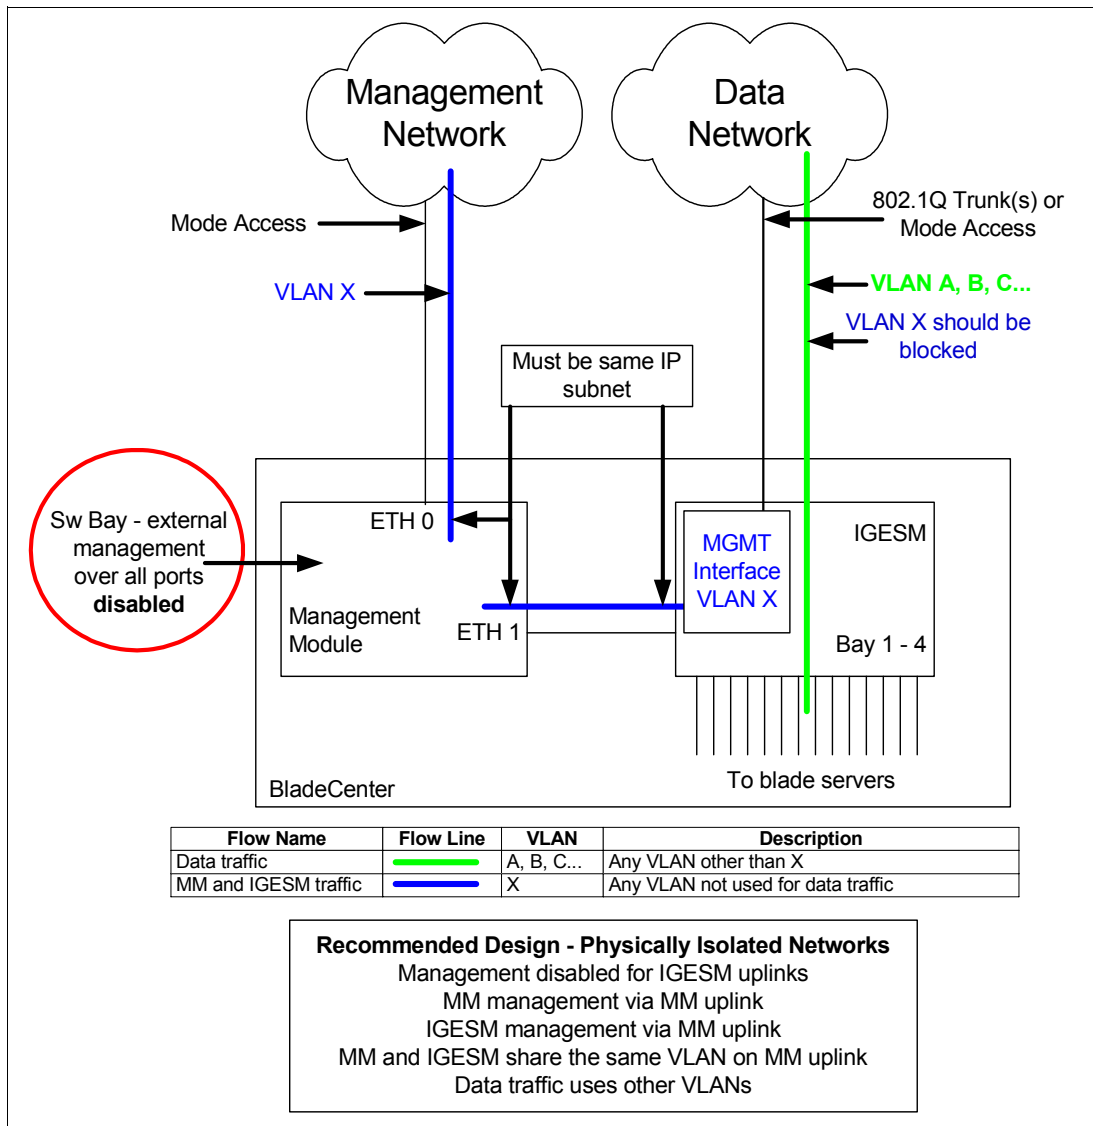 Management
Network
Data
Network
Mode Access
802.1Q Trunk(s) or
Mode Access
VLAN X
VLAN A, B, C...
VLAN X should be
blocked
Must be same IP
subnet
Sw Bay - external
management
over all ports
disabled
ETH 0
Management
Module
ETH 1
MGMT
Interface
VLAN X
IGESM
Bay 1 - 4
To blade servers
BladeCenter
Flow Name Flow Line VLAN Description
Data traffic A, B, C... Any VLAN other than X
MM and IGESM traffic X Any VLAN not used for data traffic
Recommended Design - Physically Isolated Networks
Management disabled for IGESM uplinks
MM management via MM uplink
IGESM management via MM uplink
MM and IGESM share the same VLAN on MM uplink
Data traffic uses other VLANs